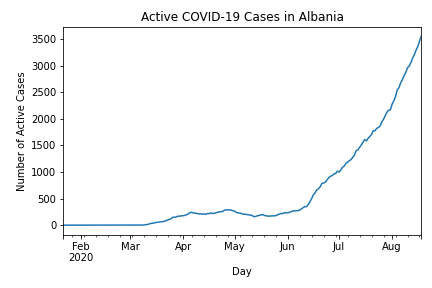 Active COVID-19 Cases in Albania
3500
3000
2500
2000
1500
1000
500
0
Number of Active Cases
Feb Mar Apr May Jun Jul Aug
2020
Day